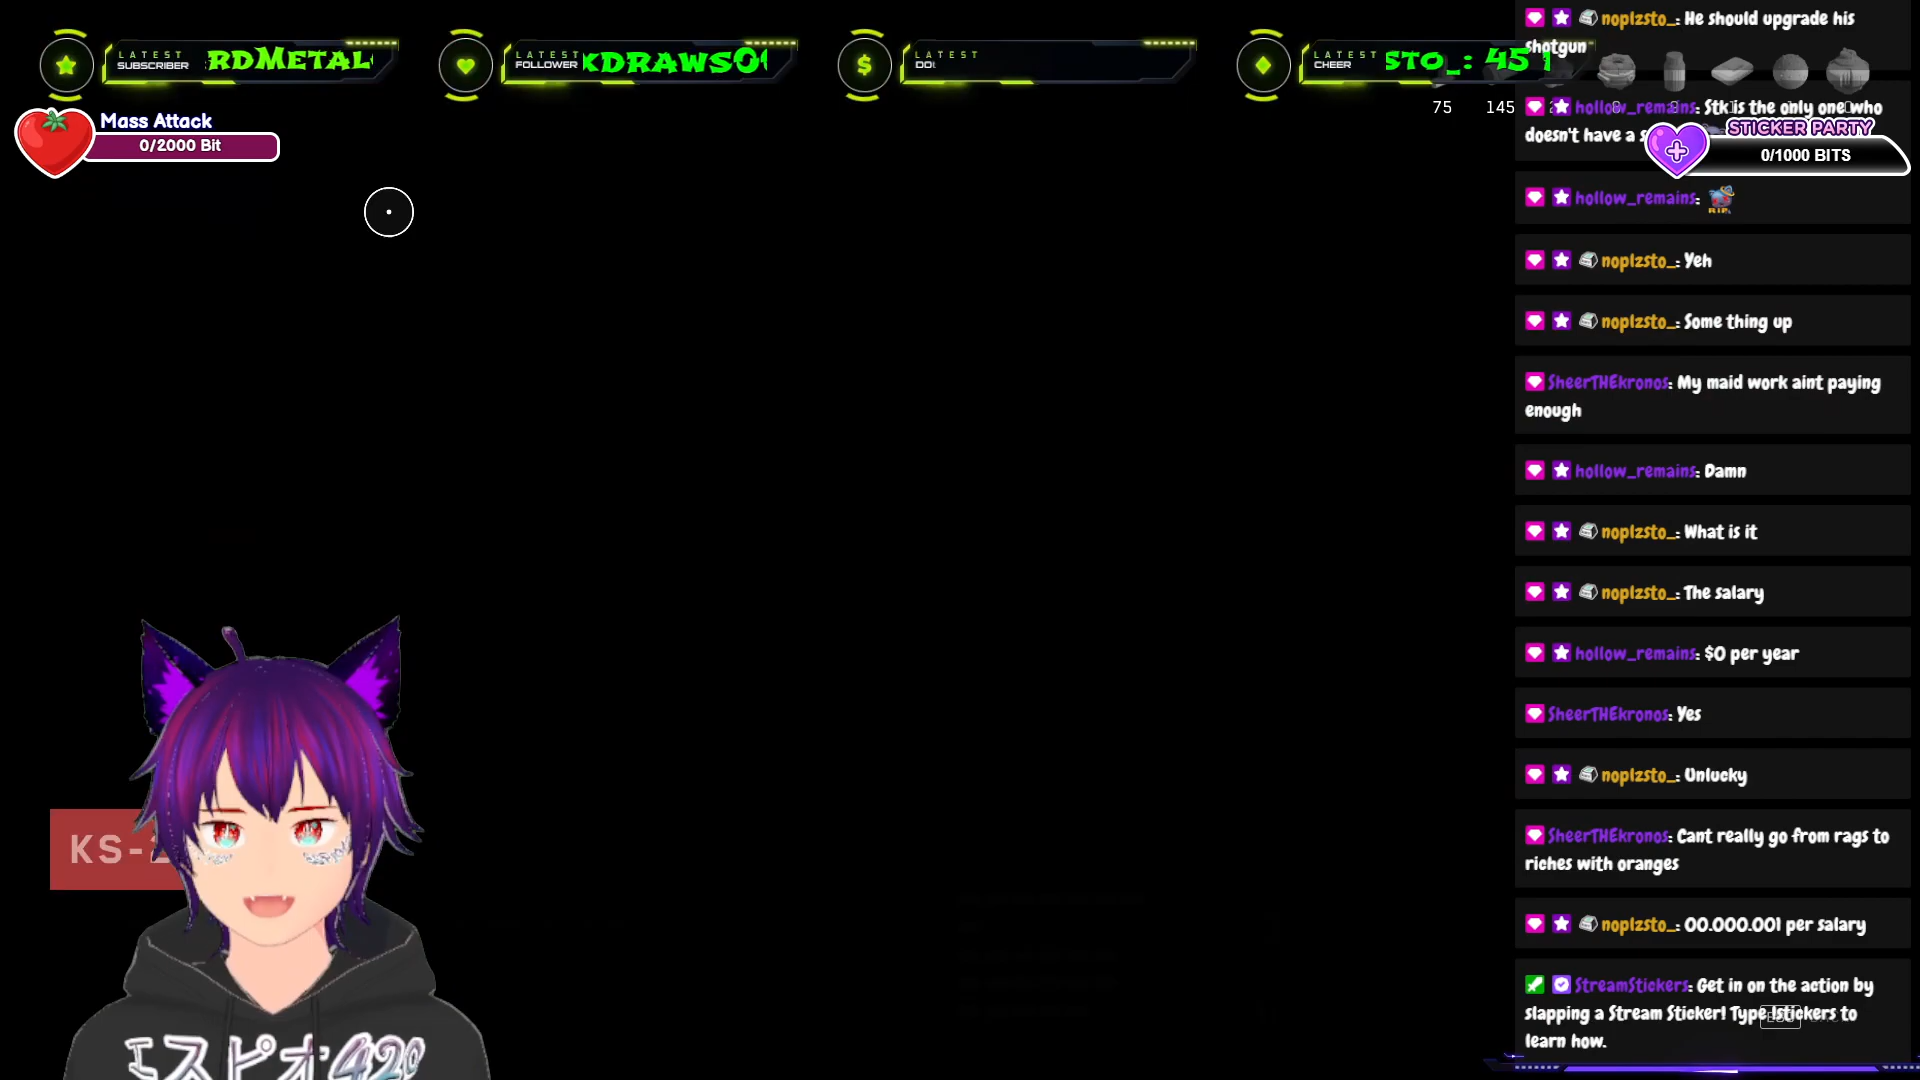 LATEST
SUBSCRIBER
RDMETAL
LATEST
FOLLOWER
KDRAWSO
LATEST
LATEST
CHEER
STO_: 45
Mass Attack
0/2000 Bit
75
145
STICKER PARTY
0/1000 BITS
noplzsto_: He should upgrade his
shotgun
hollow_remains: Stk is the only one who
doesn't have a
hollow_remains:
noplzsto_: Yeh
noplzsto_: Some thing up
SheerTHEkronos: My maid work aint paying
enough
hollow_remains: Damn
noplzsto_: What is it
noplzsto_: The salary
hollow_remains: $0 per year
SheerTHEkronos: Yes
noplzsto_: Unlucky
SheerTHEkronos: Cant really go from rags to
riches with oranges
noplzsto_: 00.000.001 per salary
StreamStickers: Get in on the action by
slapping a Stream Sticker! Type !stickers to
learn how.
KS-
エスピオ420